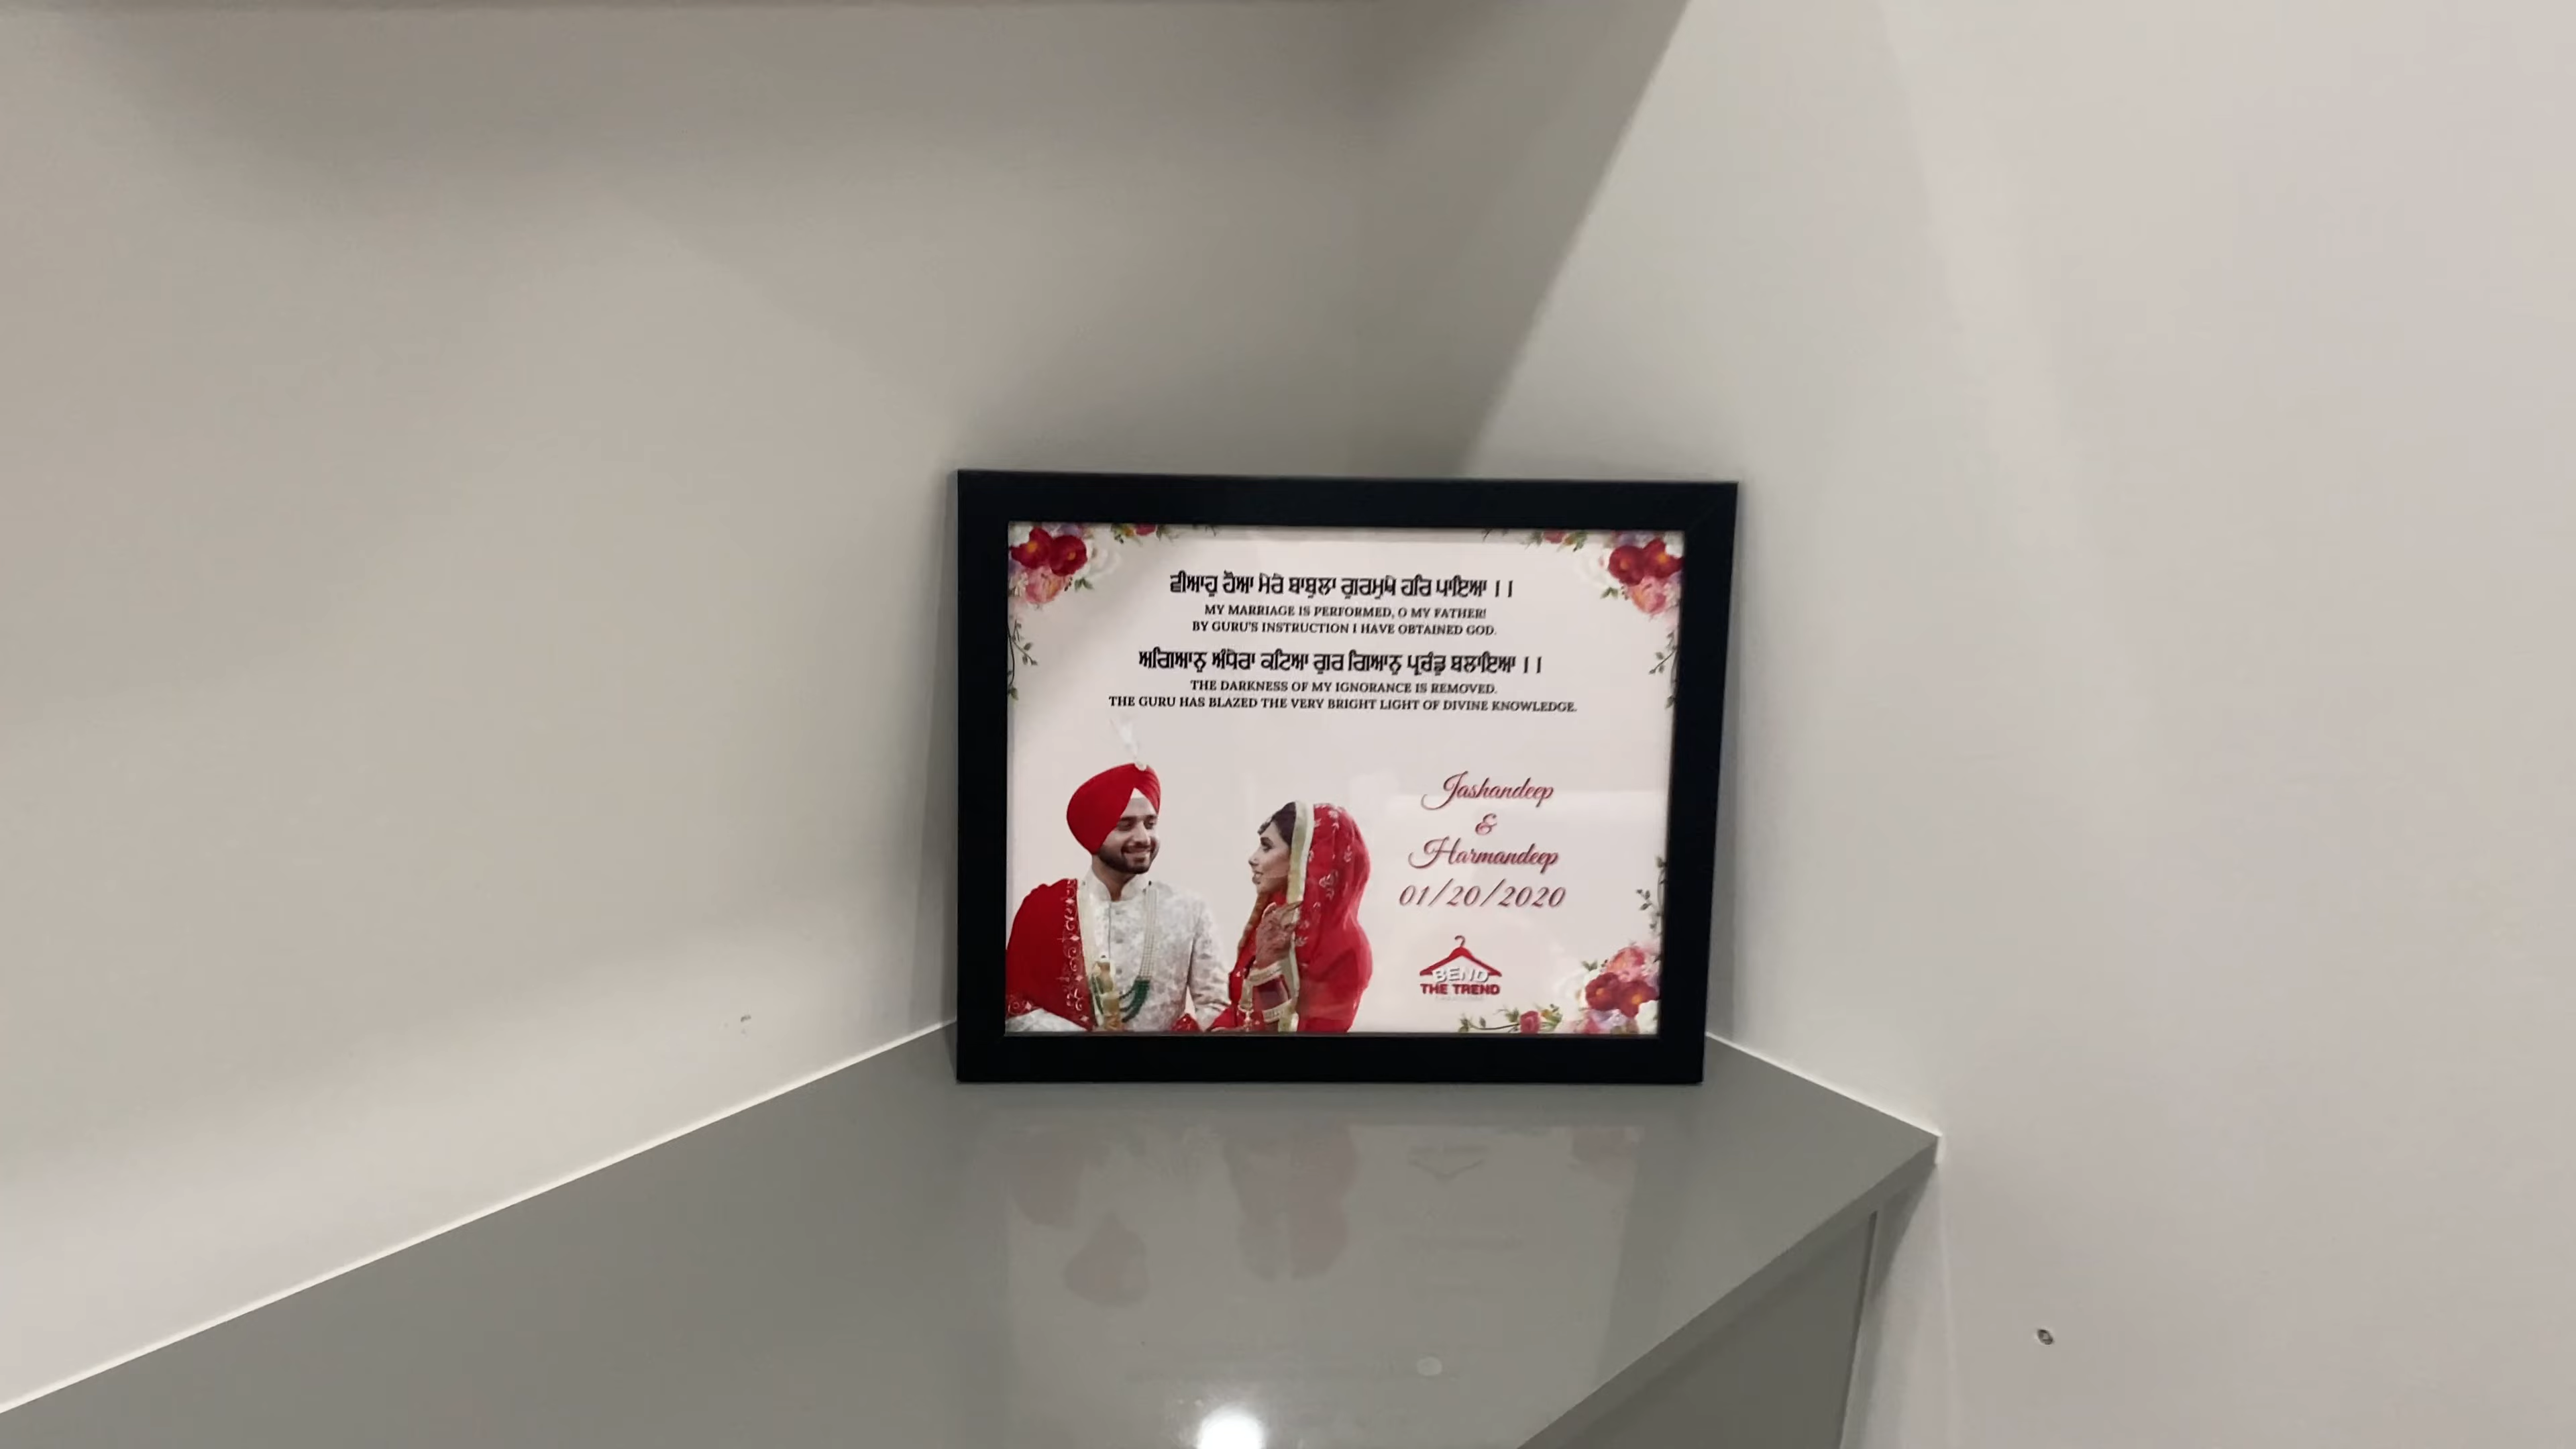 ਵੀਆਹੁ ਹੋਆ ਮੇਰੇ ਬਾਬੁਲਾ ਗੁਰਮੁਖੇ ਹਰਿ ਪਾਇਆ ।।
MY MARRIAGE IS PERFORMED, O MY FATHER!
BY GURU'S INSTRUCTION I HAVE OBTAINED GOD.
ਅਗਿਆਨੁ ਅੰਧੇਰਾ ਕਟਿਆ ਗੁਰ ਗਿਆਨੁ ਪ੍ਰਚੰਡੁ ਬਲਾਇਆ ।।
THE DARKNESS OF MY IGNORANCE IS REMOVED.
THE GURU HAS BLAZED THE VERY BRIGHT LIGHT OF DIVINE KNOWLEDGE.
Jashandeep
&
Harmandeep
01/20/2020
BEND
THE TREND